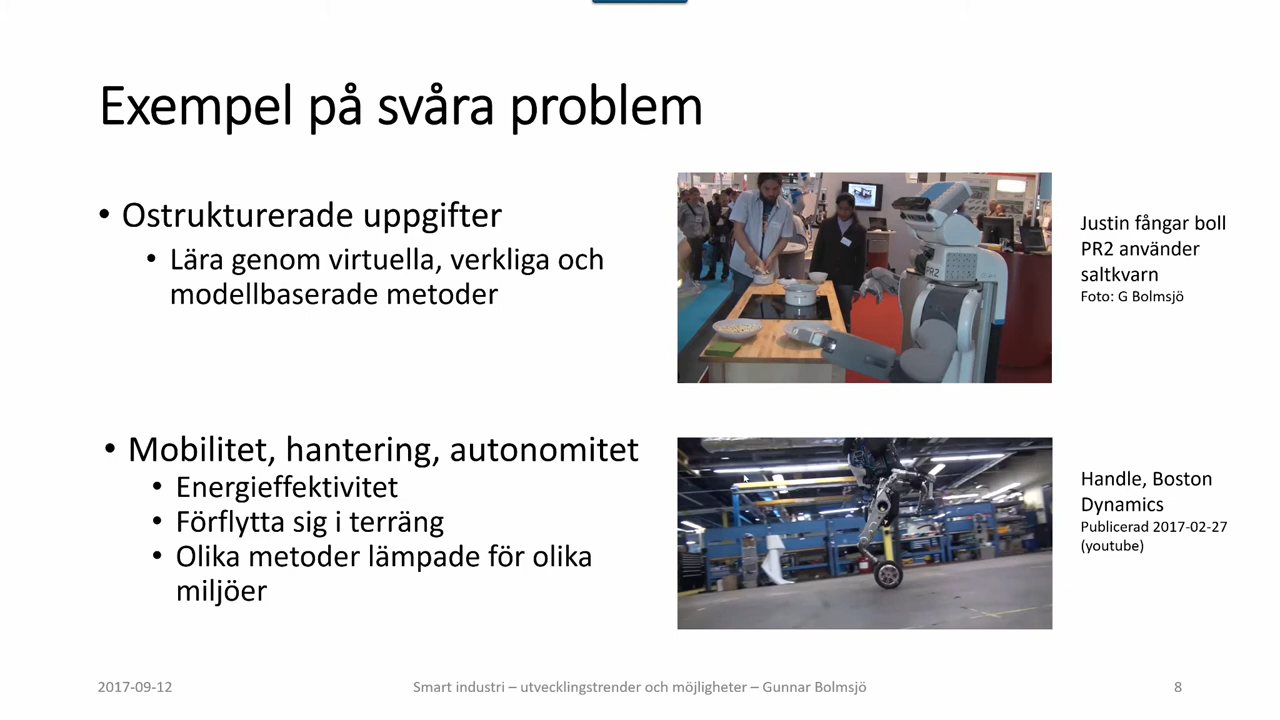 Exempel på svåra problem
• Ostrukturerade uppgifter
• Lära genom virtuella, verkliga och
modellbaserade metoder
PR2
Justin fångar boll
PR2 använder
saltkvarn
Foto: G Bolmsjö
• Mobilitet, hantering, autonomitet
• Energieffektivitet
• Förflytta sig i terräng
• Olika metoder lämpade för olika
miljöer
Handle, Boston
Dynamics
Publicerad 2017-02-27
(youtube)
2017-09-12
Smart industri – utvecklingstrender och möjligheter – Gunnar Bolmsjö
8